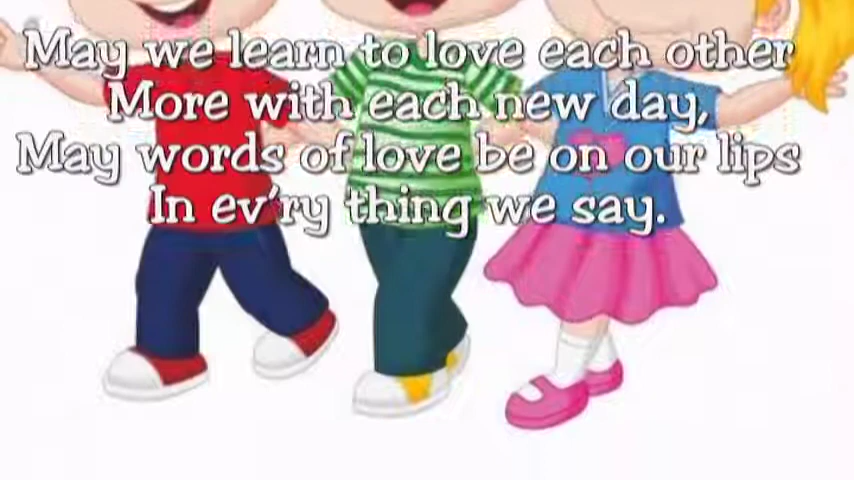 May we learn to love each other
More with each new day,
May words of love be on our lips
In ev'ry thing we say.